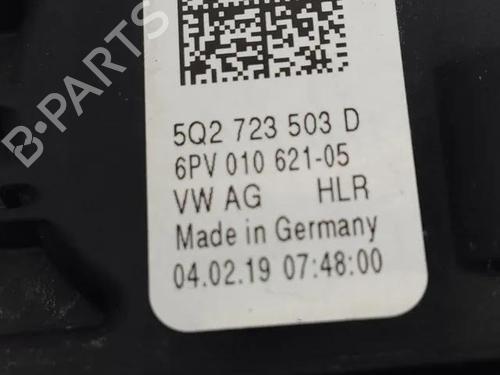 B-PARTS
5Q2 723 503 D
6PV 010 621-05
VW AG HLR
Made in Germany
04.02.19 07:48:00